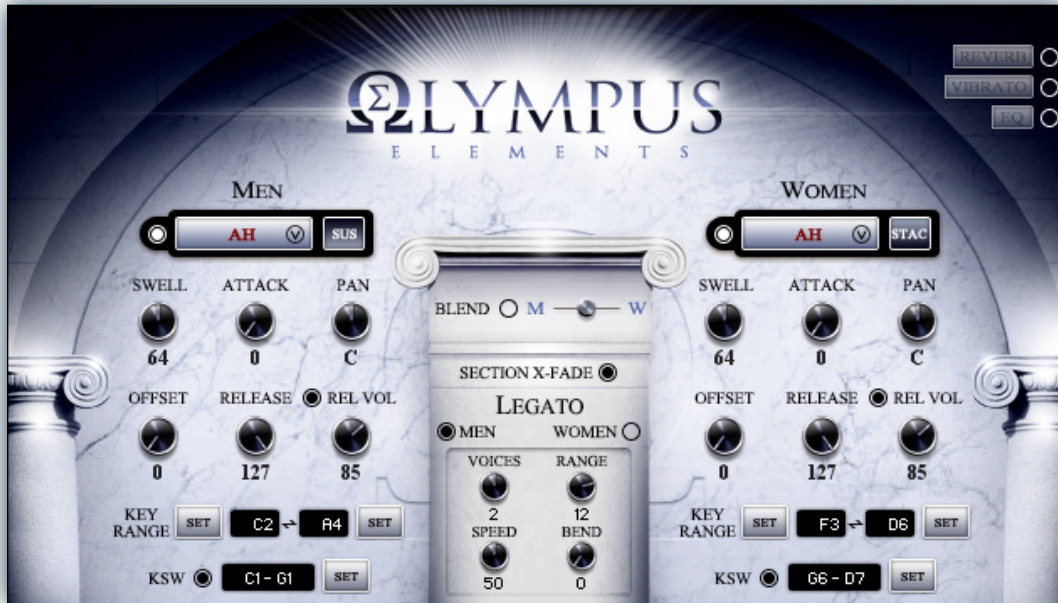 REVERB
VIBRATO
EQ
ΩLYMPUS
Σ
ELEMENTS
MEN
AH V SUS
SWELL ATTACK PAN
64 0 C
OFFSET RELEASE REL VOL
0 127 85
KEY RANGE SET C2 ⇌ A4 SET
KSW C1 - G1 SET
BLEND M W
SECTION X-FADE
LEGATO
MEN WOMEN
VOICES RANGE
2 12
SPEED BEND
50 0
WOMEN
AH V STAC
SWELL ATTACK PAN
64 0 C
OFFSET RELEASE REL VOL
0 127 85
KEY RANGE SET F3 ⇌ D6 SET
KSW G6 - D7 SET